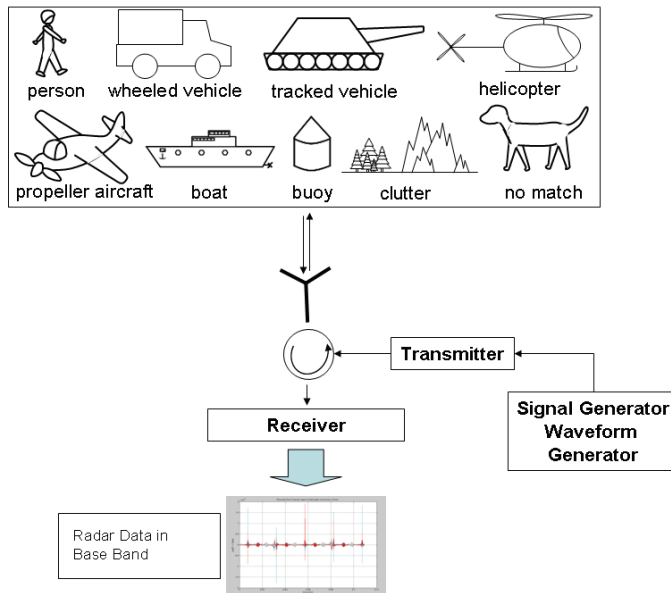 person
wheeled vehicle
tracked vehicle
helicopter
propeller aircraft
boat
buoy
clutter
no match
Transmitter
Signal Generator
Waveform
Generator
Receiver
Radar Data in
Base Band